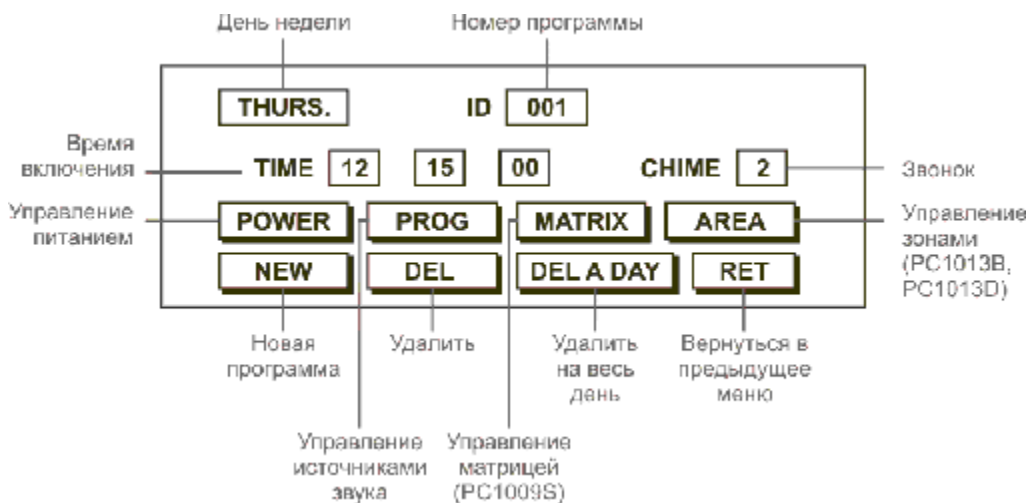 День недели
Номер программы
THURS.
ID 001
Время
включения
TIME 12 15 00
CHIME 2
Звонок
Управление
питанием
POWER
PROG
MATRIX
AREA
Управление
зонами
(PC1013B,
PC1013D)
NEW
DEL
DEL A DAY
RET
Новая
программа
Удалить
Удалить
на весь
день
Вернуться в
предыдущее
меню
Управление
источниками
звука
Управление
матрицей
(PC1009S)